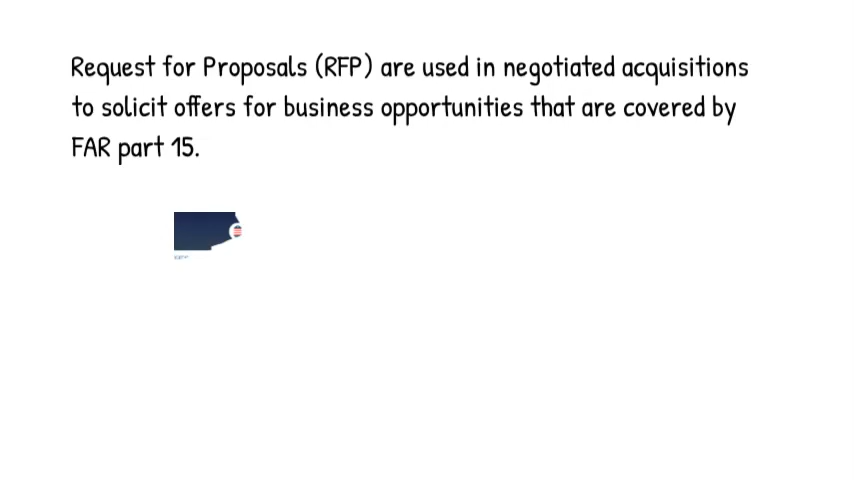 Request for Proposals (RFP) are used in negotiated acquisitions
to solicit offers for business opportunities that are covered by
FAR part 15.